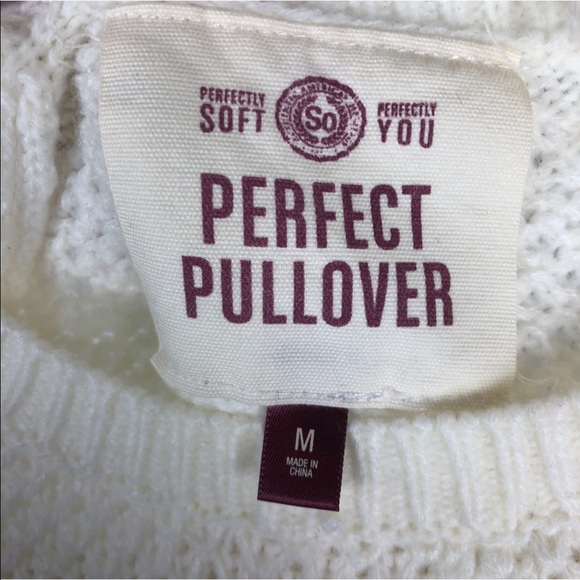 PERFECTLY
SOFT
So
PERFECTLY
YOU
PERFECT
PULLOVER
M
MADE IN
CHINA